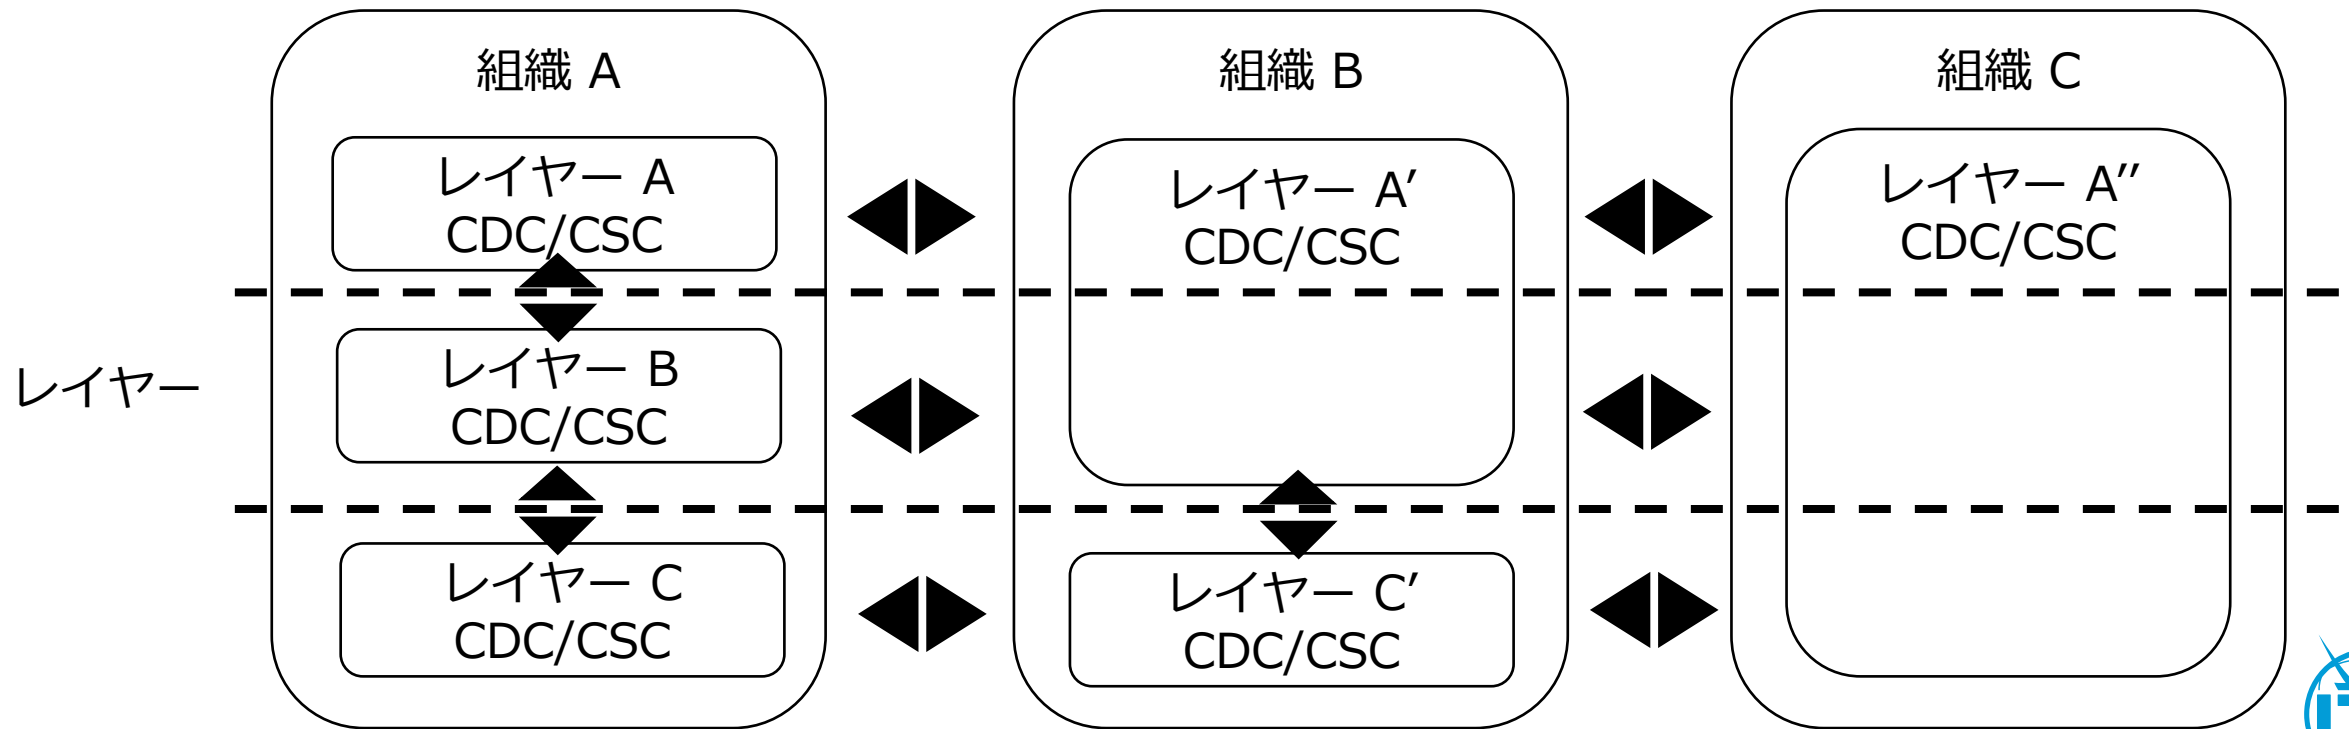 組織 A
レイヤー A
CDC/CSC
レイヤー B
CDC/CSC
レイヤー C
CDC/CSC
組織 B
レイヤー A’
CDC/CSC
レイヤー C’
CDC/CSC
組織 C
レイヤー A’’
CDC/CSC
レイヤー